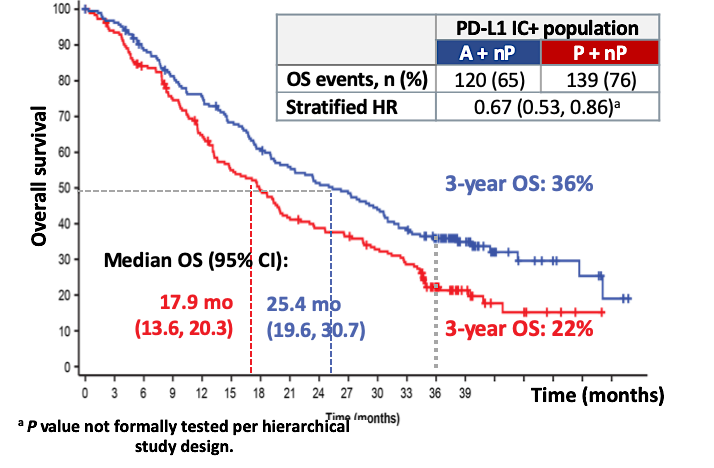 PD-L1 IC+ population
A + nP P + nP
OS events, n (%) 120 (65) 139 (76)
Stratified HR 0.67 (0.53, 0.86)ᵃ
Overall survival
100
90
80
70
60
50
40
30
20
10
0
3-year OS: 36%
Median OS (95% CI):
17.9 mo
(13.6, 20.3)
25.4 mo
(19.6, 30.7)
3-year OS: 22%
0 3 6 9 12 15 18 21 24 27 30 33 36 39
Time (months)
Time (months)
ᵃ P value not formally tested per hierarchical
study design.